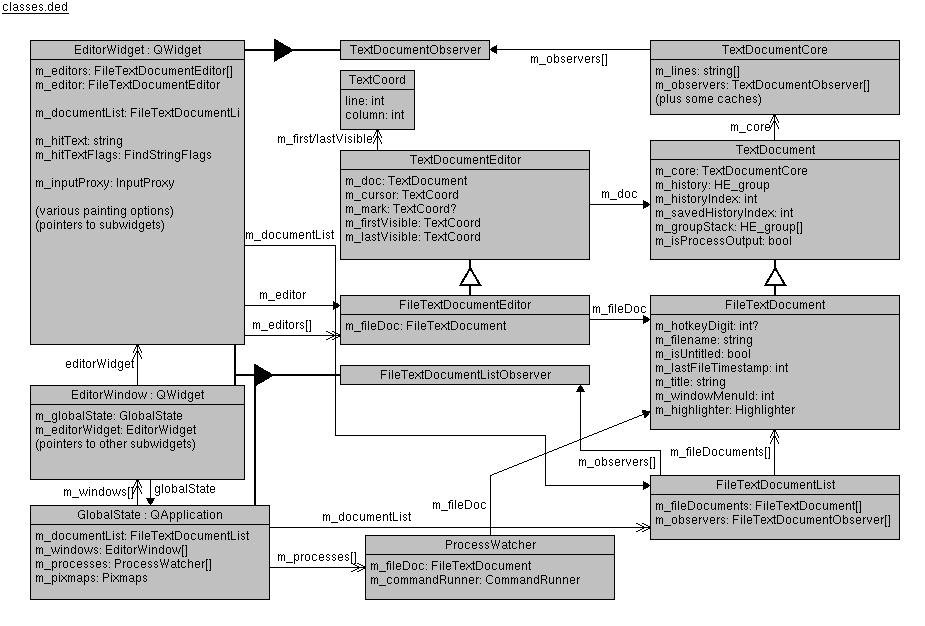 classes.ded
EditorWidget : QWidget
m_editors: FileTextDocumentEditor[]
m_editor: FileTextDocumentEditor
m_documentList: FileTextDocumentLi
m_hitText: string
m_hitTextFlags: FindStringFlags
m_inputProxy: InputProxy
(various painting options)
(pointers to subwidgets)
TextDocumentObserver
m_observers[]
TextDocumentCore
m_lines: string[]
m_observers: TextDocumentObserver[]
(plus some caches)
TextCoord
line: int
column: int
m_first/lastVisible
m_core
TextDocumentEditor
m_doc: TextDocument
m_cursor: TextCoord
m_mark: TextCoord?
m_firstVisible: TextCoord
m_lastVisible: TextCoord
m_doc
TextDocument
m_core: TextDocumentCore
m_history: HE_group
m_historyIndex: int
m_savedHistoryIndex: int
m_groupStack: HE_group[]
m_isProcessOutput: bool
m_documentList
m_editor
m_editors[]
FileTextDocumentEditor
m_fileDoc: FileTextDocument
m_fileDoc
FileTextDocument
m_hotkeyDigit: int?
m_filename: string
m_isUntitled: bool
m_lastFileTimestamp: int
m_title: string
m_windowMenuId: int
m_highlighter: Highlighter
editorWidget
FileTextDocumentListObserver
EditorWindow : QWidget
m_globalState: GlobalState
m_editorWidget: EditorWidget
(pointers to other subwidgets)
m_observers[]
m_fileDocuments[]
m_windows[]
globalState
m_fileDoc
FileTextDocumentList
m_fileDocuments: FileTextDocument[]
m_observers: FileTextDocumentObserver[]
GlobalState : QApplication
m_documentList: FileTextDocumentList
m_windows: EditorWindow[]
m_processes: ProcessWatcher[]
m_pixmaps: Pixmaps
m_documentList
m_processes[]
ProcessWatcher
m_fileDoc: FileTextDocument
m_commandRunner: CommandRunner